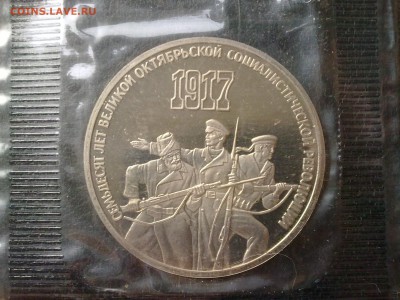 COINS.LAVE.RU
СЕМЬДЕСЯТ ЛЕТ ВЕЛИКОЙ ОКТЯБРЬСКОЙ СОЦИАЛИСТИЧЕСКОЙ РЕВОЛЮЦИИ
1917